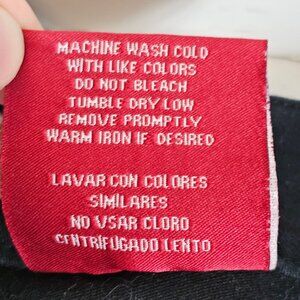 MACHINE WASH COLD
WITH LIKE COLORS
DO NOT BLEACH
TUMBLE DRY LOW
REMOVE PROMPTLY
WARM IRON IF DESIRED
LAVAR CON COLORES
SIMILARES
NO VSAR CLORO
CENTRIFUGADO LENTO